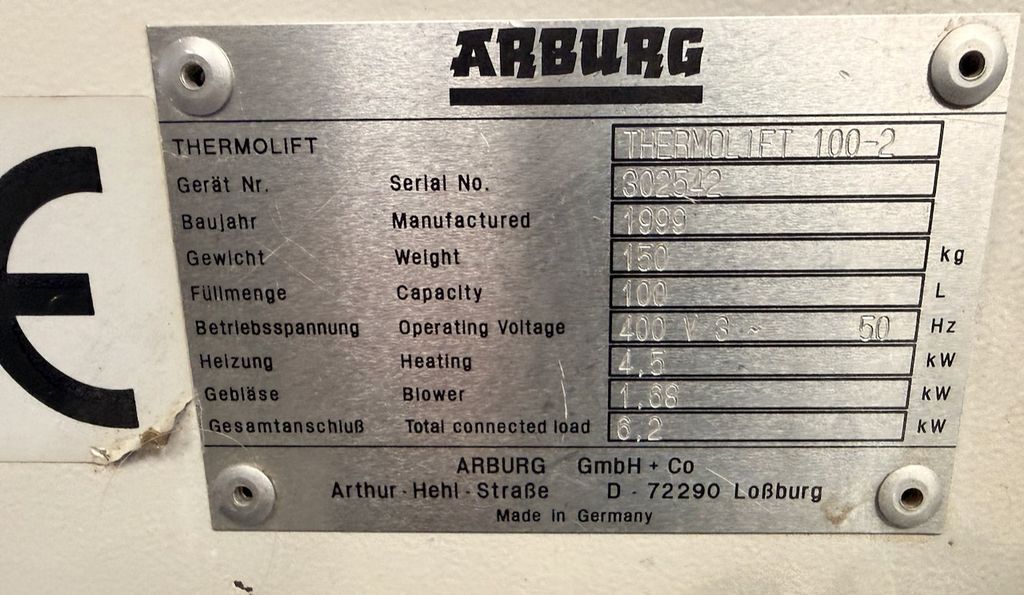 CE
ARBURG
THERMOLIFT THERMOLIFT 100-2
Gerät Nr. Serial No. 302542
Baujahr Manufactured 1999
Gewicht Weight 150 kg
Füllmenge Capacity 100 L
Betriebsspannung Operating Voltage 400 V 3 ~ 50 Hz
Heizung Heating 4,5 kW
Gebläse Blower 1,68 kW
Gesamtanschluß Total connected load 6,2 kW
ARBURG GmbH + Co
Arthur - Hehl - Straße D - 72290 Loßburg
Made in Germany